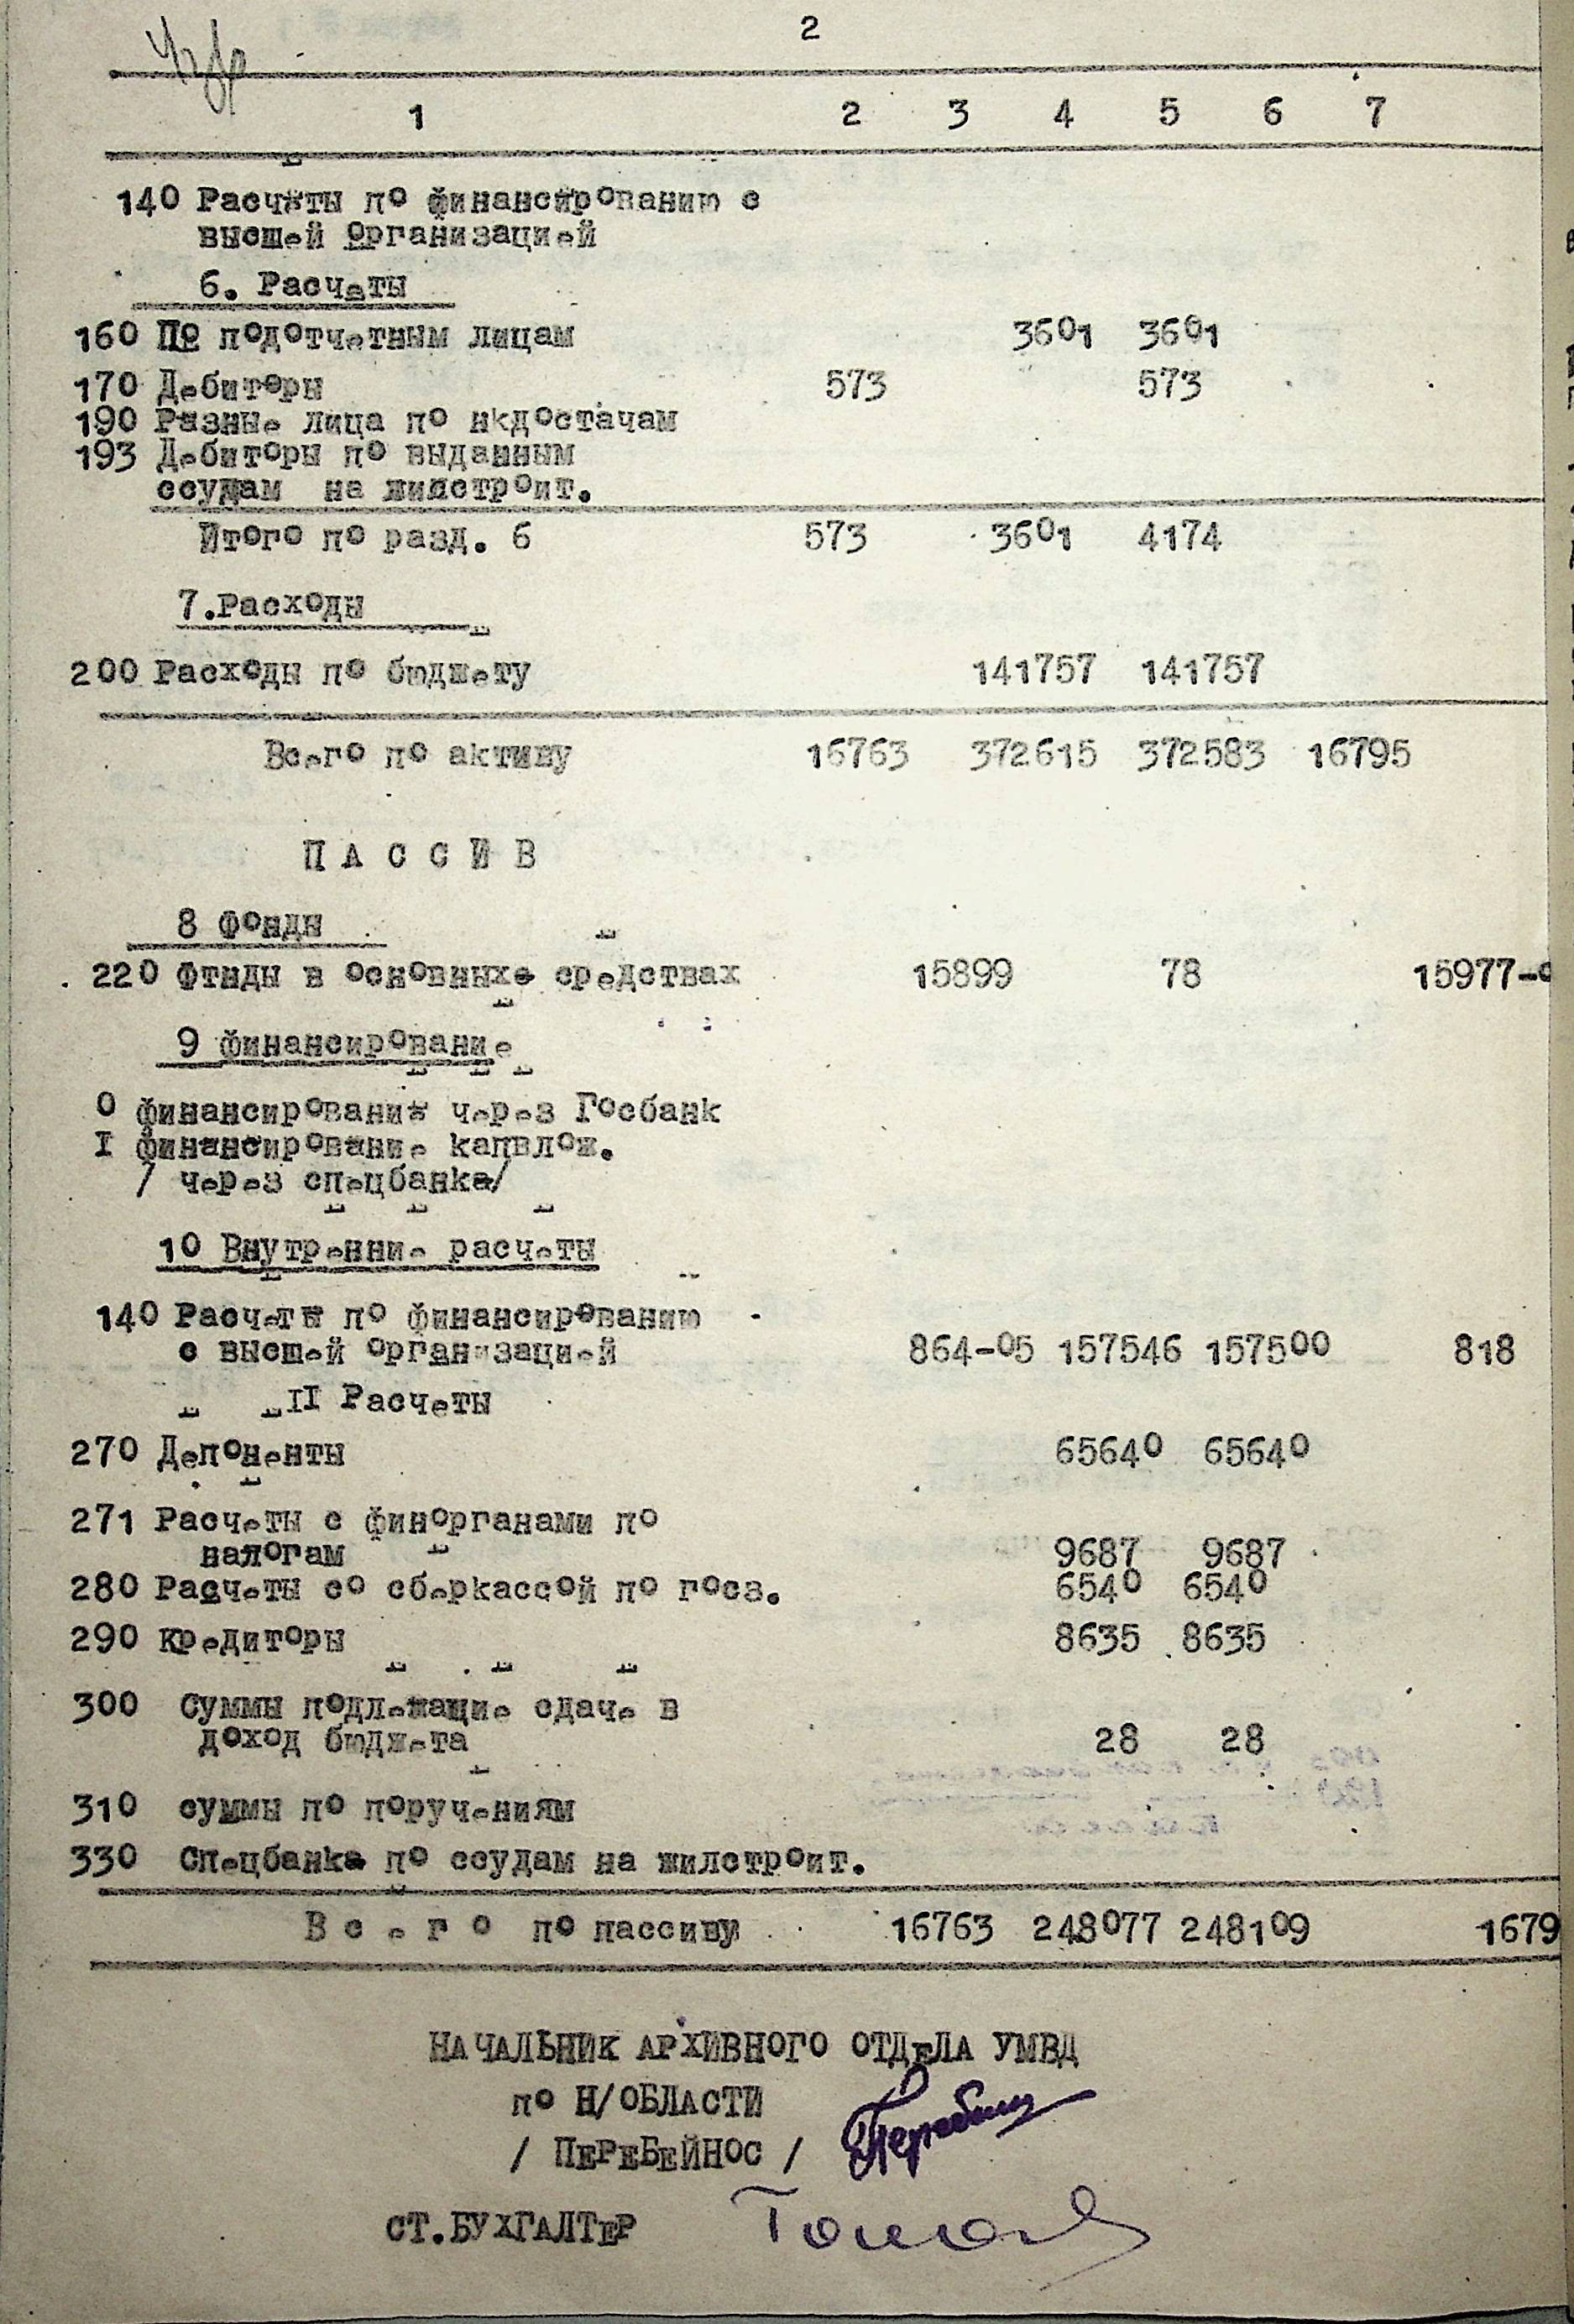 2
1 2 3 4 5 6 7
140 Расчеты по финансированию с
высшей организацией
6. Расчеты
160 По подотчетным лицам 3601 3601
170 Дебиторы 573 573
190 Разные лица по нкдостачам
193 Дебиторы по выданным
ссудам на жилстроит.
Итого по разд. 6 573 3601 4174
7.Расходы
200 Расходы по бюджету 141757 141757
Всего по активу 16763 372615 372583 16795
ПАССИВ
8 Фонды
220 Фтнды в основных средствах 15899 78 15977-
9 финансирование
0 финансирование через Госбанк
I финансирование капвлож.
/ через спецбанка/
10 Внутренние расчеты
140 Расчеты по финансированию
с высшей организацией 864-05 157546 157500 818
II Расчеты
270 Депоненты 65640 65640
271 Расчеты с финорганами по
налогам 9687 9687
280 Расчеты со сберкассой по госз. 6540 6540
290 кредиторы 8635 8635
300 Суммы подлежащие сдаче в
доход бюджета 28 28
310 суммы по поручениям
330 Спецбанка по ссудам на жилстроит.
Всего по пассиву 16763 248077 248109 1679
НАЧАЛЬНИК АРХИВНОГО ОТДЕЛА УМВД
по Н/ОБЛАСТИ
/ ПЕРЕБЕЙНОС /
СТ.БУХГАЛТЕР